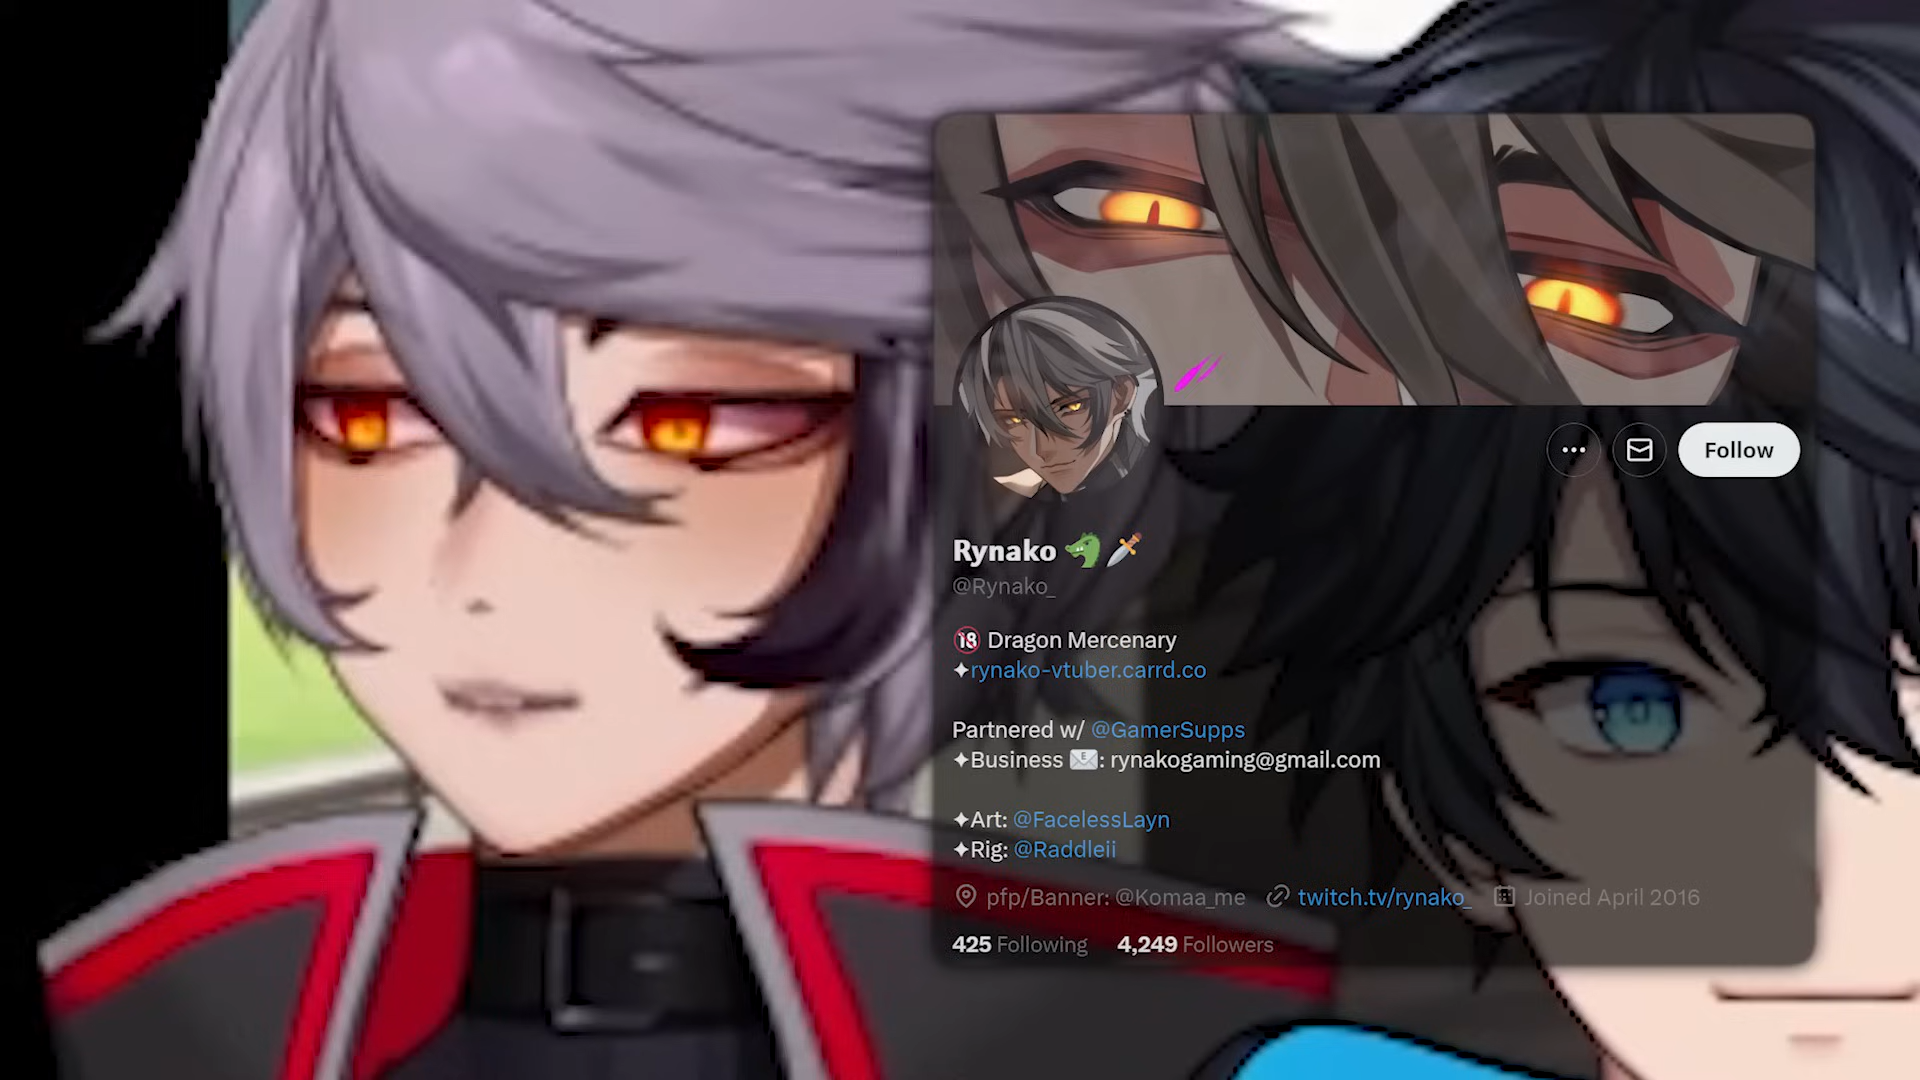 Follow
Rynako 🐲🗡️
@Rynako_
🔞 Dragon Mercenary
✦rynako-vtuber.carrd.co
Partnered w/ @GamerSupps
✦Business 📧: rynakogaming@gmail.com
✦Art: @FacelessLayn
✦Rig: @Raddleii
pfp/Banner: @Komaa_me twitch.tv/rynako_ Joined April 2016
425 Following 4,249 Followers